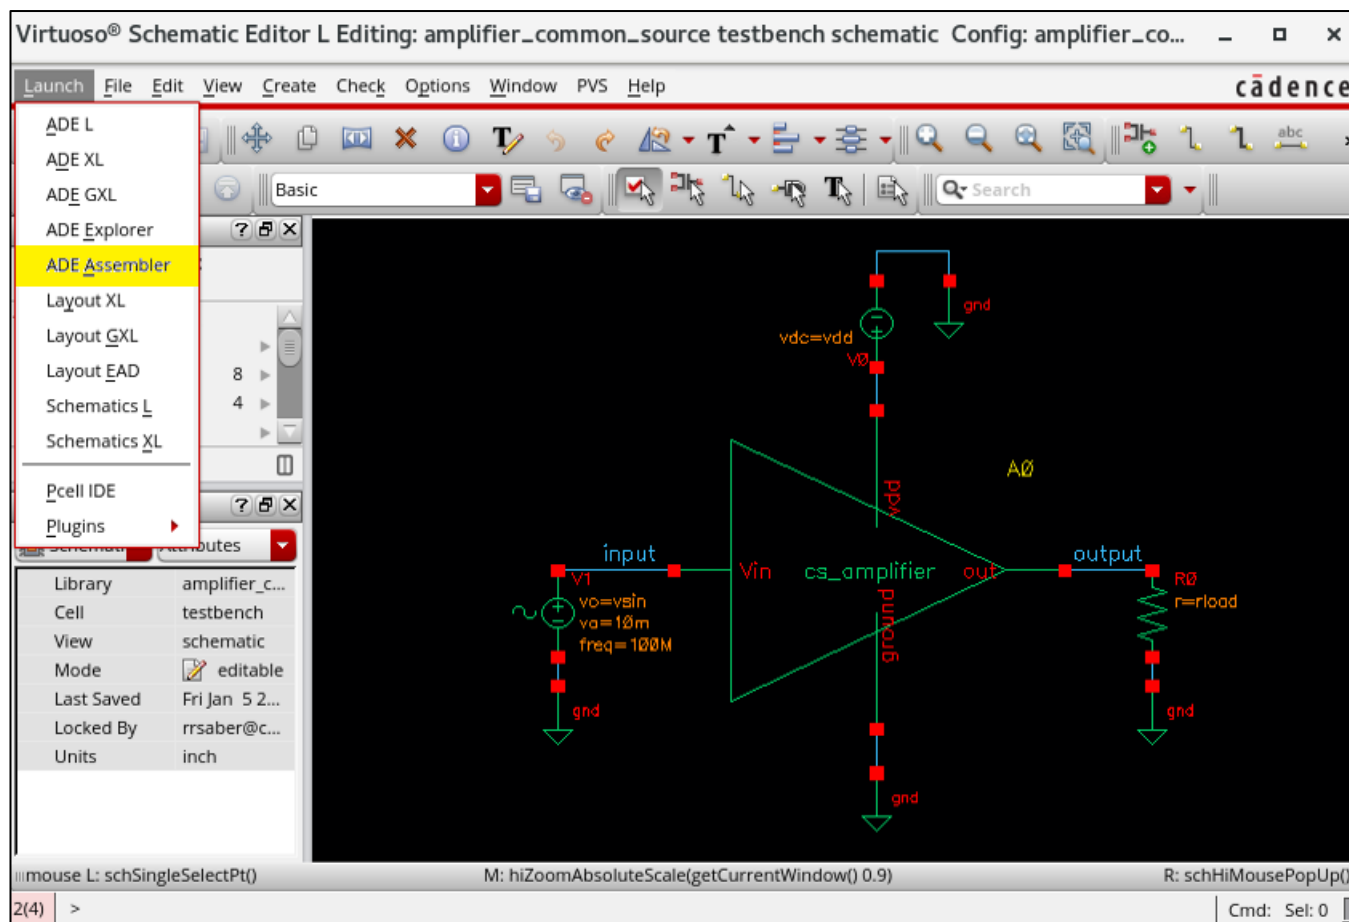 Virtuoso® Schematic Editor L Editing: amplifier_common_source testbench schematic Config: amplifier_co...
Launch File Edit View Create Check Options Window PVS Help
cādence
ADE L
ADE XL
ADE GXL
ADE Explorer
ADE Assembler
Layout XL
Layout GXL
Layout EAD
Schematics L
Schematics XL
Pcell IDE
Plugins
abc
Basic
Search
8
4
Attributes
Library amplifier_c...
Cell testbench
View schematic
Mode editable
Last Saved Fri Jan 5 2...
Locked By rrsaber@c...
Units inch
gnd
vdc=vdd
V0
A0
vdd
input
V1
vo=vsin
va=10m
freq=100M
gnd
Vin
cs_amplifier
out
ground
gnd
output
R0
r=rload
gnd
mouse L: schSingleSelectPt()
M: hiZoomAbsoluteScale(getCurrentWindow() 0.9)
R: schHiMousePopUp()
2(4) >
Cmd: Sel: 0